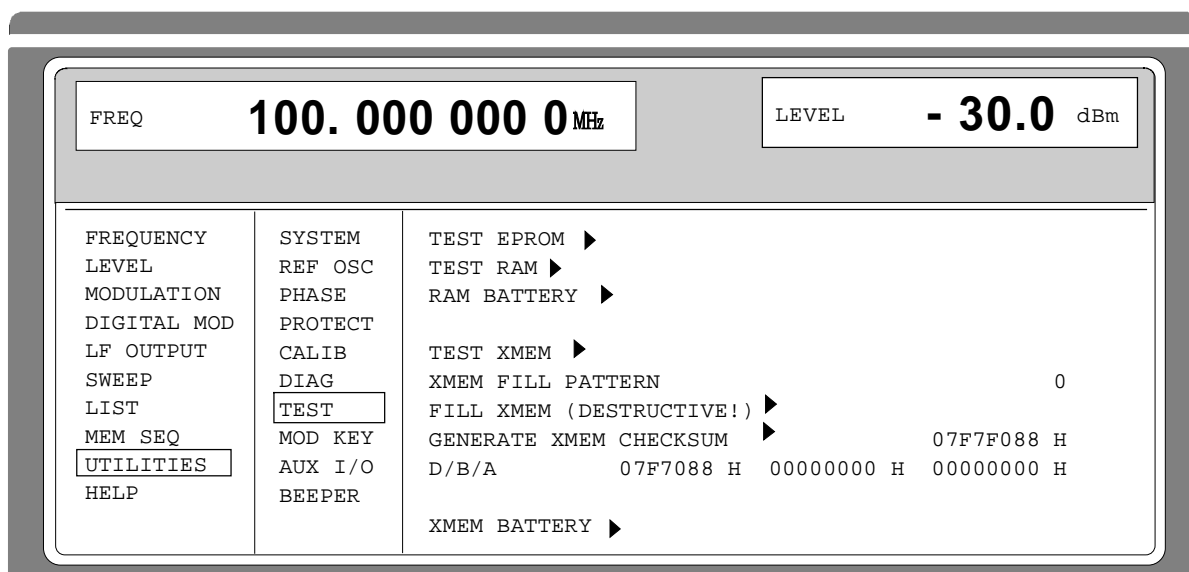 FREQ 100. 000 000 0 MHz LEVEL - 30.0 dBm
FREQUENCY
LEVEL
MODULATION
DIGITAL MOD
LF OUTPUT
SWEEP
LIST
MEM SEQ
UTILITIES
HELP
SYSTEM
REF OSC
PHASE
PROTECT
CALIB
DIAG
TEST
MOD KEY
AUX I/O
BEEPER
TEST EPROM
TEST RAM
RAM BATTERY
TEST XMEM
XMEM FILL PATTERN 0
FILL XMEM (DESTRUCTIVE!)
GENERATE XMEM CHECKSUM 07F7F088 H
D/B/A 07F7088 H 00000000 H 00000000 H
XMEM BATTERY